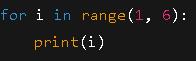 for i in range(1, 6):
    print(i)